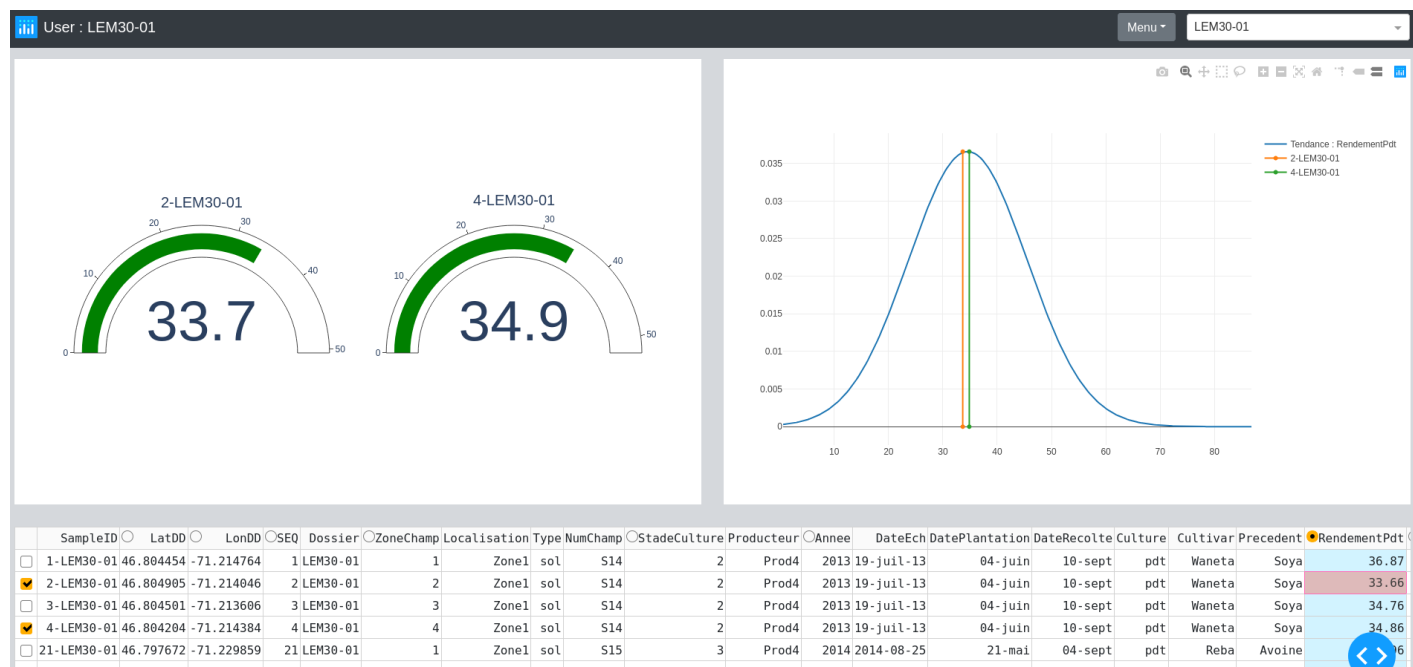 User : LEM30-01
Menu
LEM30-01
2-LEM30-01
0
10
20
30
40
50
33.7
4-LEM30-01
0
10
20
30
40
50
34.9
0.035
0.03
0.025
0.02
0.015
0.01
0.005
0
10 20 30 40 50 60 70 80
Tendance : RendementPdt
2-LEM30-01
4-LEM30-01
SampleID LatDD LonDD SEQ Dossier ZoneChamp Localisation Type NumChamp StadeCulture Producteur Annee DateEch DatePlantation DateRecolte Culture Cultivar Precedent RendementPdt
1-LEM30-01 46.804454 -71.214764 1 LEM30-01 1 Zone1 sol S14 2 Prod4 2013 19-juil-13 04-juin 10-sept pdt Waneta Soya 36.87
2-LEM30-01 46.804905 -71.214046 2 LEM30-01 2 Zone1 sol S14 2 Prod4 2013 19-juil-13 04-juin 10-sept pdt Waneta Soya 33.66
3-LEM30-01 46.804501 -71.213606 3 LEM30-01 3 Zone1 sol S14 2 Prod4 2013 19-juil-13 04-juin 10-sept pdt Waneta Soya 34.76
4-LEM30-01 46.804204 -71.214384 4 LEM30-01 4 Zone1 sol S14 2 Prod4 2013 19-juil-13 04-juin 10-sept pdt Waneta Soya 34.86
21-LEM30-01 46.797672 -71.229859 21 LEM30-01 1 Zone1 sol S15 3 Prod4 2014 2014-08-25 21-mai 04-sept pdt Reba Avoine